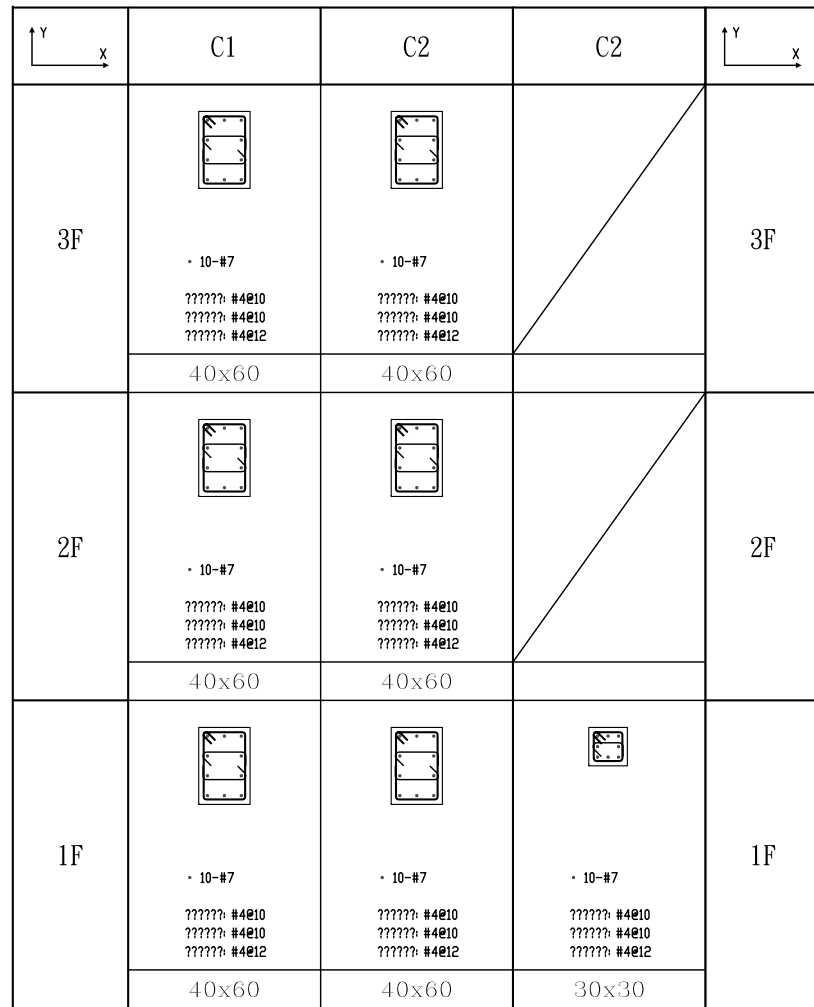 Y X C1 C2 C2 Y X
3F 3F
10-#7 10-#7
??????: #4@10 ??????: #4@10
??????: #4@10 ??????: #4@10
??????: #4@12 ??????: #4@12
40x60 40x60
2F 2F
10-#7 10-#7
??????: #4@10 ??????: #4@10
??????: #4@10 ??????: #4@10
??????: #4@12 ??????: #4@12
40x60 40x60
1F 1F
10-#7 10-#7 10-#7
??????: #4@10 ??????: #4@10 ??????: #4@10
??????: #4@10 ??????: #4@10 ??????: #4@10
??????: #4@12 ??????: #4@12 ??????: #4@12
40x60 40x60 30x30